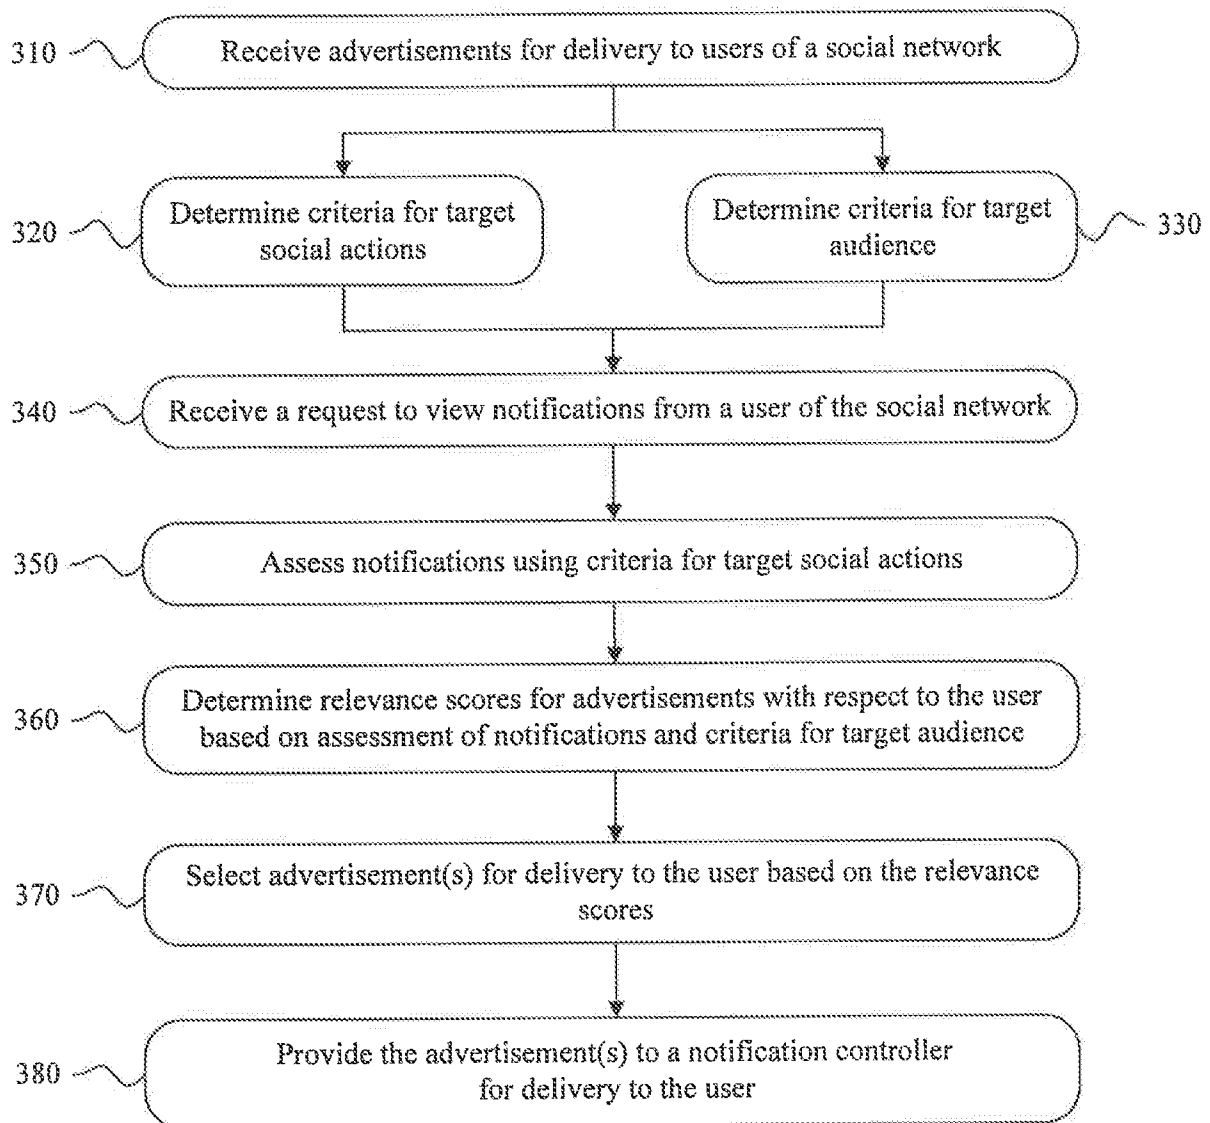 310
Receive advertisements for delivery to users of a social network
320
Determine criteria for target
social actions
Determine criteria for target
audience
330
340
Receive a request to view notifications from a user of the social network
350
Assess notifications using criteria for target social actions
360
Determine relevance scores for advertisements with respect to the user
based on assessment of notifications and criteria for target audience
370
Select advertisement(s) for delivery to the user based on the relevance
scores
380
Provide the advertisement(s) to a notification controller
for delivery to the user